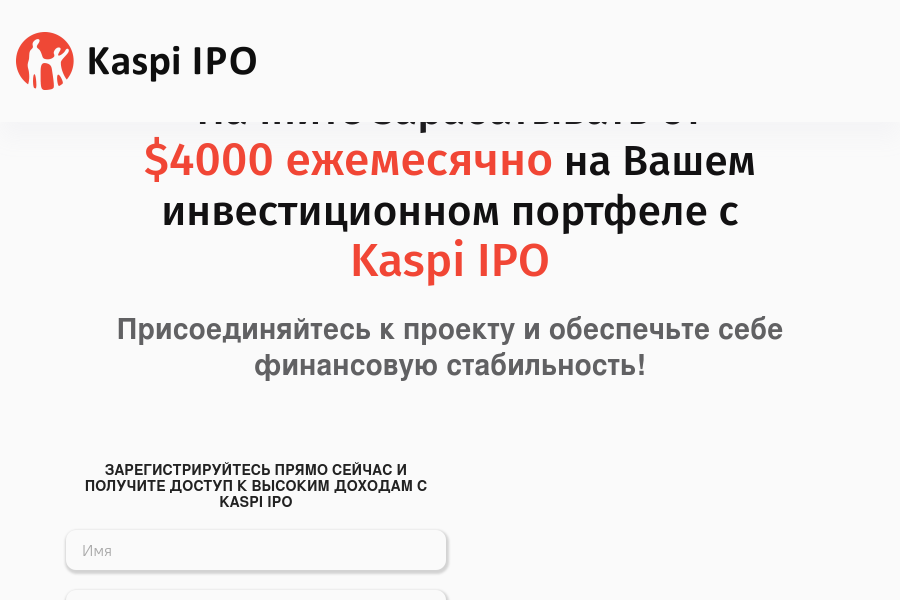 Kaspi IPO
$4000 ежемесячно на Вашем
инвестиционном портфеле с
Kaspi IPO
Присоединяйтесь к проекту и обеспечьте себе
финансовую стабильность!
ЗАРЕГИСТРИРУЙТЕСЬ ПРЯМО СЕЙЧАС И
ПОЛУЧИТЕ ДОСТУП К ВЫСОКИМ ДОХОДАМ С
KASPI IPO
Имя